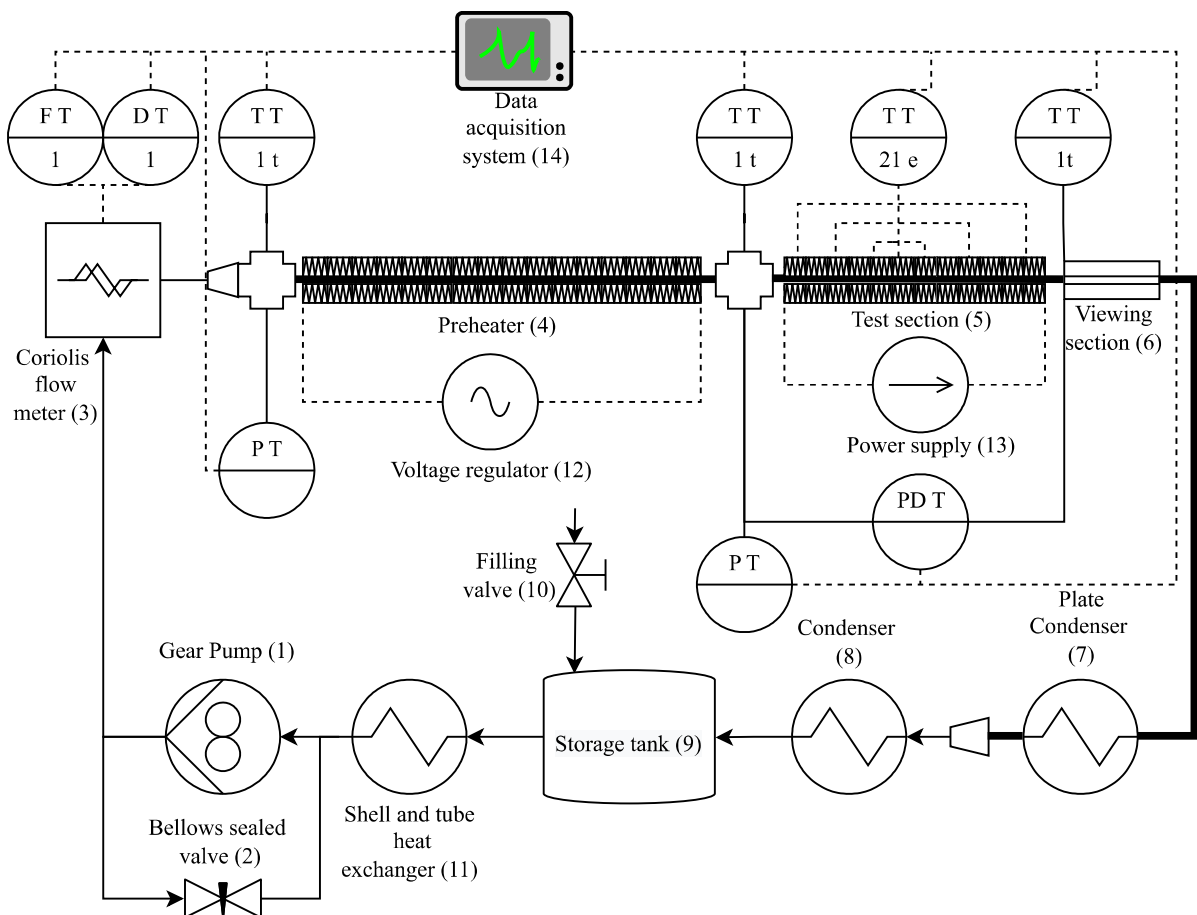 Data
acquisition
system (14)
F T
1
D T
1
T T
1 t
T T
1 t
T T
21 e
T T
1t
Coriolis
flow
meter (3)
Preheater (4)
Test section (5)
Viewing
section (6)
P T
Voltage regulator (12)
Power supply (13)
PD T
P T
Filling
valve (10)
Gear Pump (1)
Condenser
(8)
Plate
Condenser
(7)
Storage tank (9)
Bellows sealed
valve (2)
Shell and tube
heat
exchanger (11)